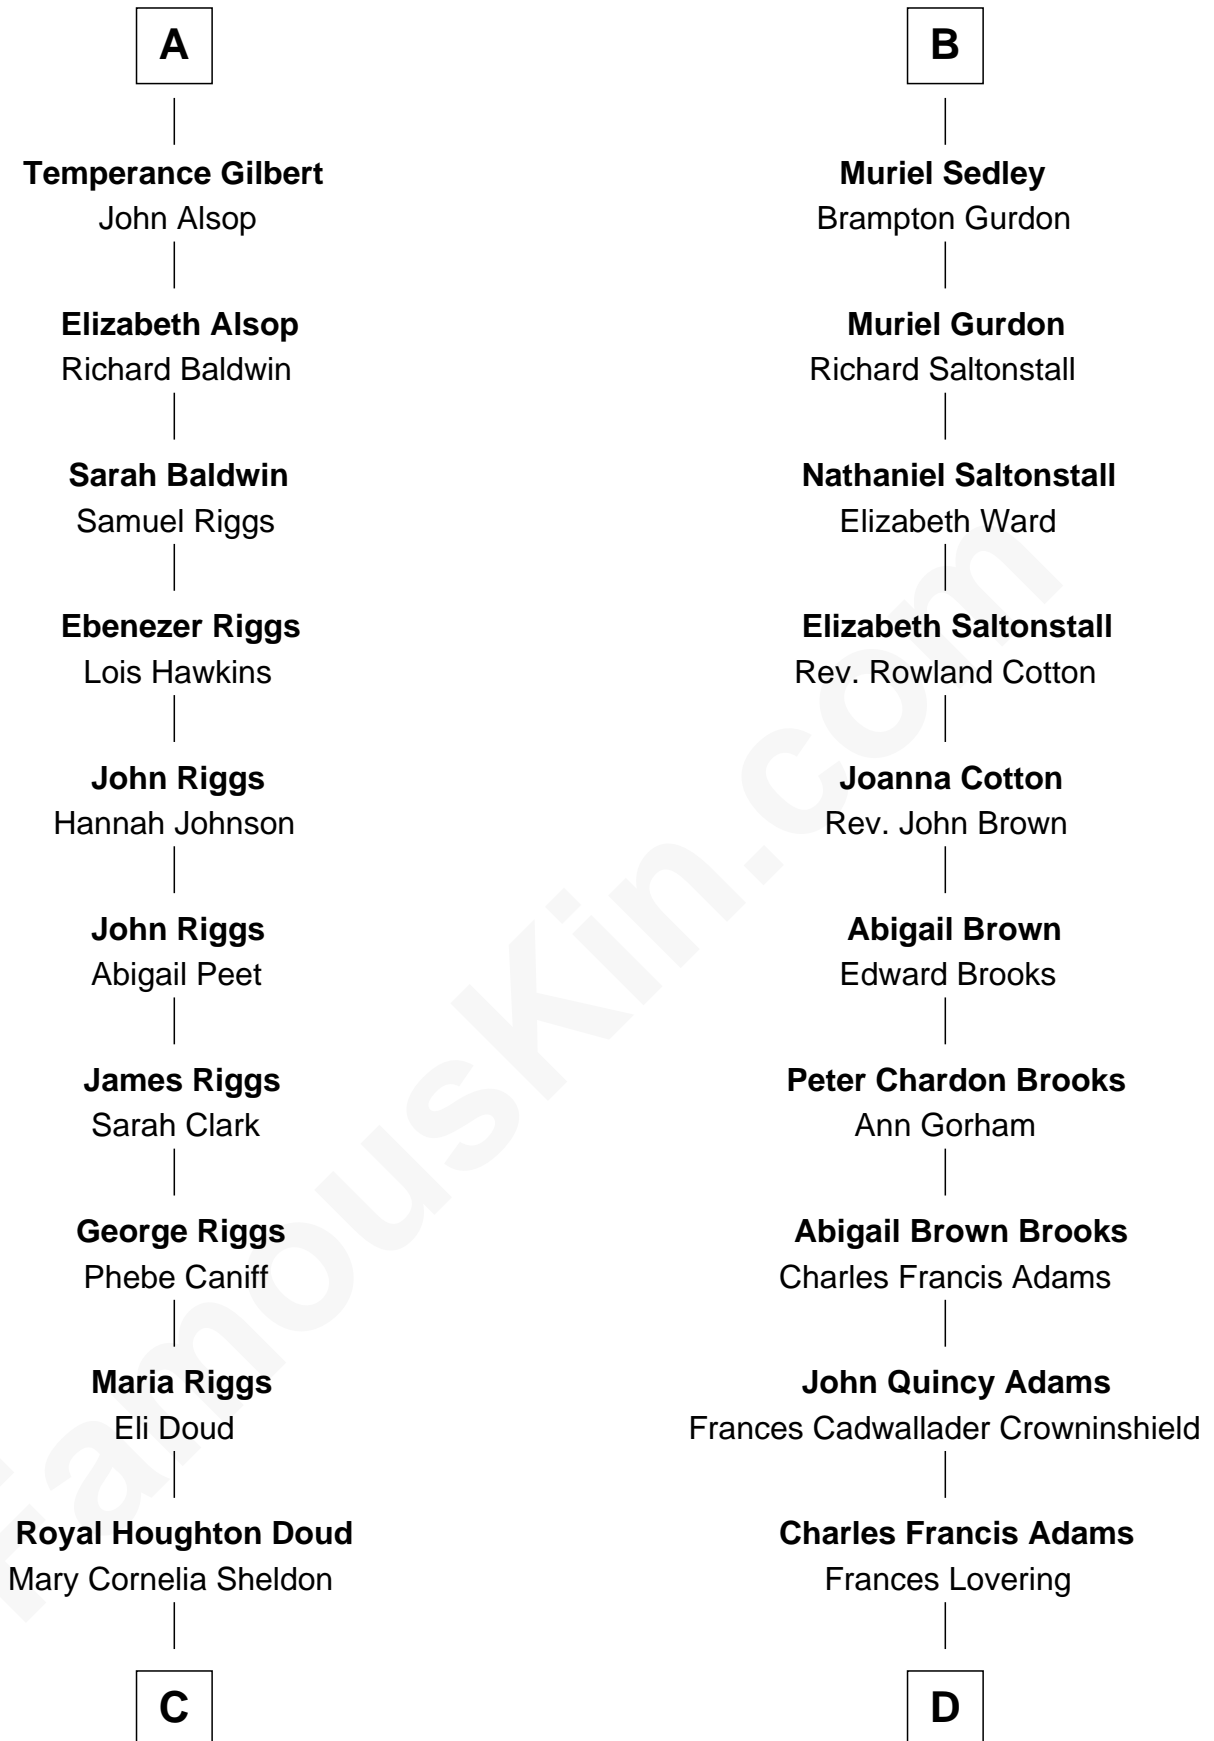 A
Temperance Gilbert
John Alsop
Elizabeth Alsop
Richard Baldwin
Sarah Baldwin
Samuel Riggs
Ebenezer Riggs
Lois Hawkins
John Riggs
Hannah Johnson
John Riggs
Abigail Peet
James Riggs
Sarah Clark
George Riggs
Phebe Caniff
Maria Riggs
Eli Doud
Royal Houghton Doud
Mary Cornelia Sheldon
C
B
Muriel Sedley
Brampton Gurdon
Muriel Gurdon
Richard Saltonstall
Nathaniel Saltonstall
Elizabeth Ward
Elizabeth Saltonstall
Rev. Rowland Cotton
Joanna Cotton
Rev. John Brown
Abigail Brown
Edward Brooks
Peter Chardon Brooks
Ann Gorham
Abigail Brown Brooks
Charles Francis Adams
John Quincy Adams
Frances Cadwallader Crowninshield
Charles Francis Adams
Frances Lovering
D
FamousKin.com